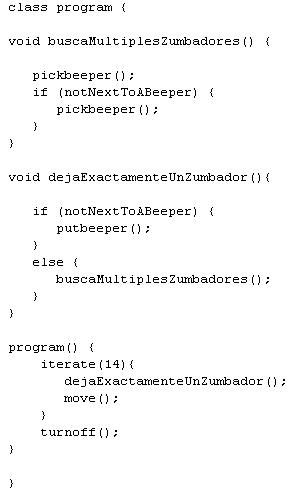 class program {
void buscaMultiplesZumbadores() {
pickbeeper();
if (notNextToABeeper) {
pickbeeper();
}
}
void dejaExactamenteUnZumbador(){
if (notNextToABeeper) {
putbeeper();
}
else {
buscaMultiplesZumbadores();
}
}
program() {
iterate(14){
dejaExactamenteUnZumbador();
move();
}
turnoff();
}
}